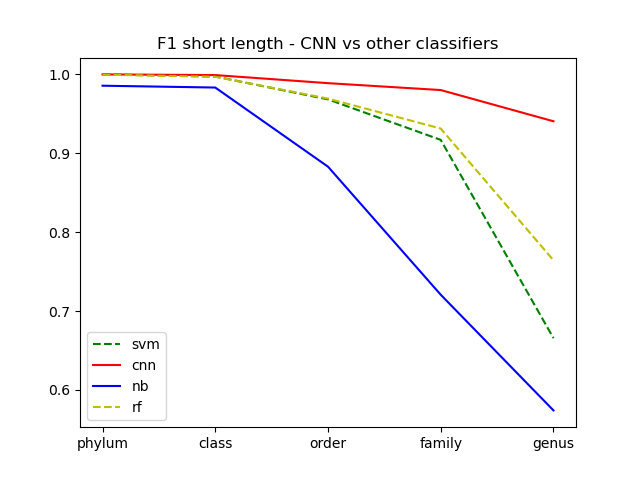 F1 short length - CNN vs other classifiers
1.0
0.9
0.8
0.7
0.6
svm
cnn
nb
rf
phylum class order family genus